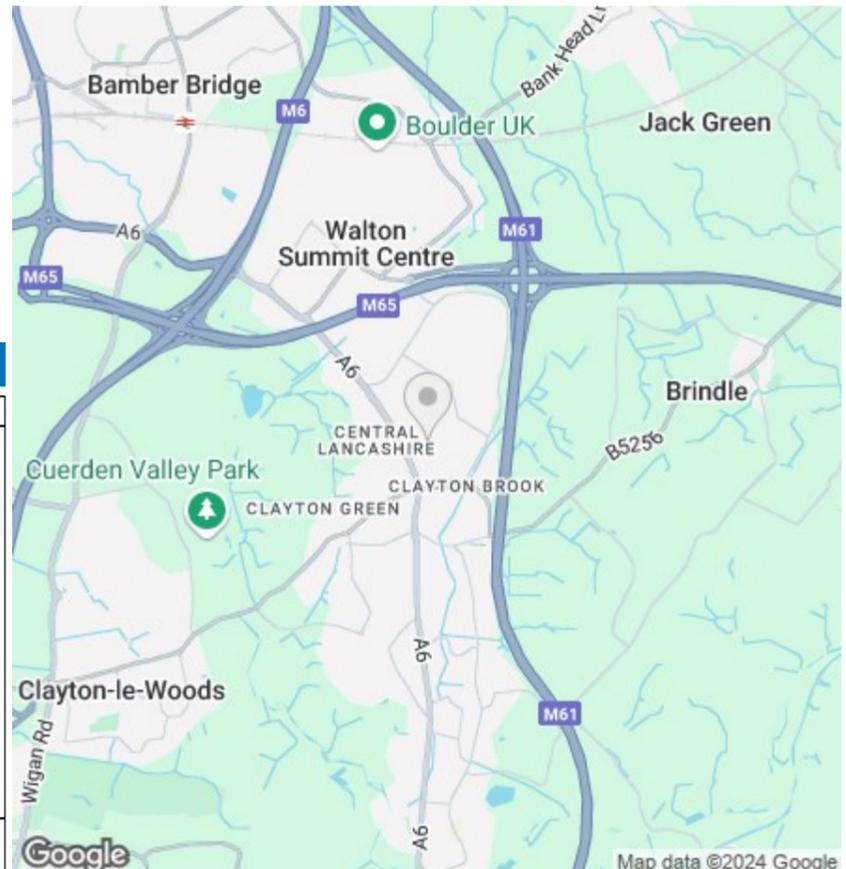 Bank Head Ln
Bamber Bridge
M6
Boulder UK
Jack Green
A6
Walton
Summit Centre
M61
M65
M65
A6
Brindle
CENTRAL
LANCASHIRE
B5256
Cuerden Valley Park
CLAYTON BROOK
CLAYTON GREEN
A6
Clayton-le-Woods
M61
Wigan Rd
A6
Google
Map data ©2024 Google